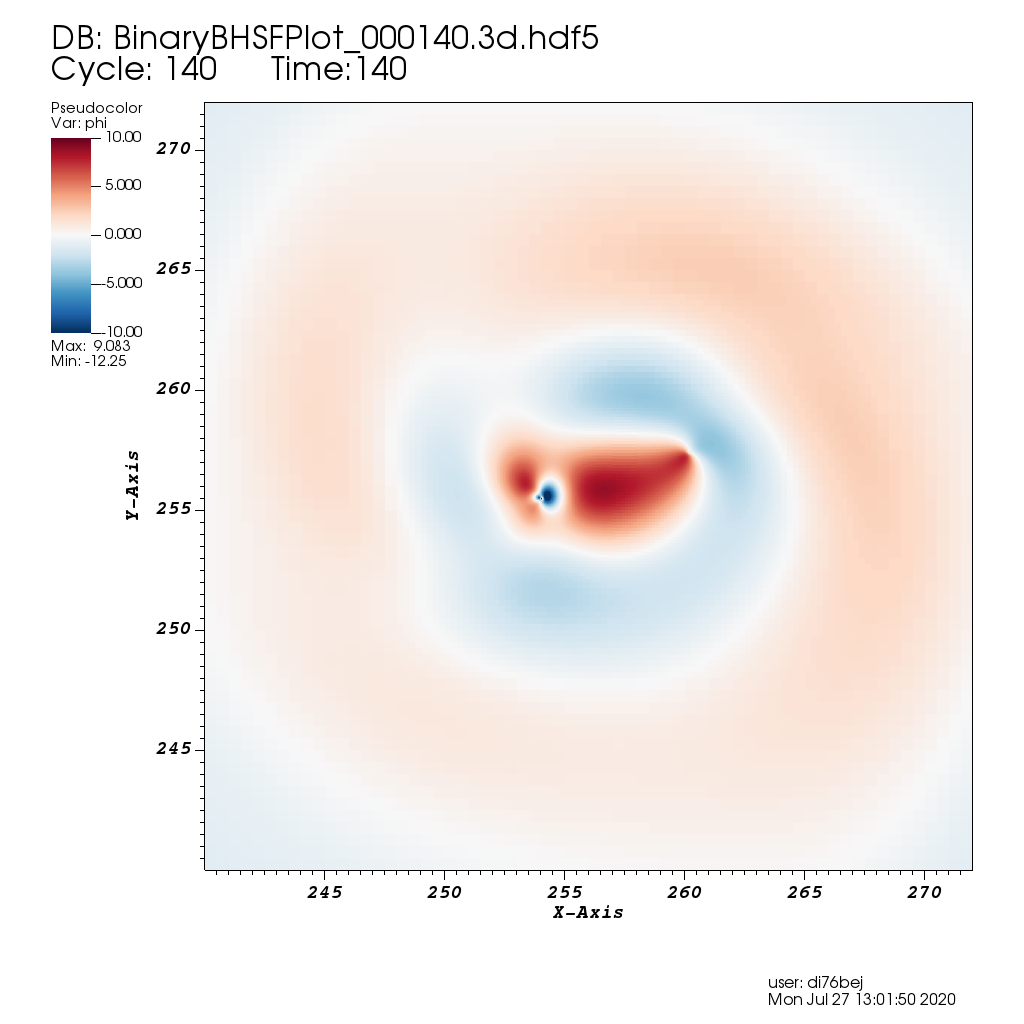 DB: BinaryBHSFPlot_000140.3d.hdf5
Cycle: 140 Time:140
Pseudocolor
Var: phi
10.00
5.000
0.000
-5.000
-10.00
Max: 9.083
Min: -12.25
270
265
260
255
250
245
Y-Axis
245 250 255 260 265 270
X-Axis
user: di76bej
Mon Jul 27 13:01:50 2020